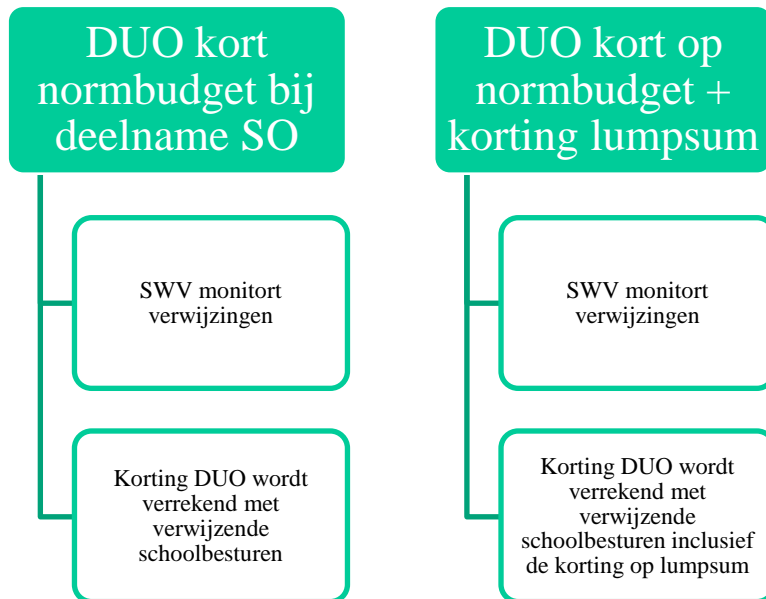 DUO kort
normbudget bij
deelname SO
SWV monitort
verwijzingen
Korting DUO wordt
verrekend met
verwijzende
schoolbesturen
DUO kort op
normbudget +
korting lumpsum
SWV monitort
verwijzingen
Korting DUO wordt
verrekend met
verwijzende
schoolbesturen inclusief
de korting op lumpsum